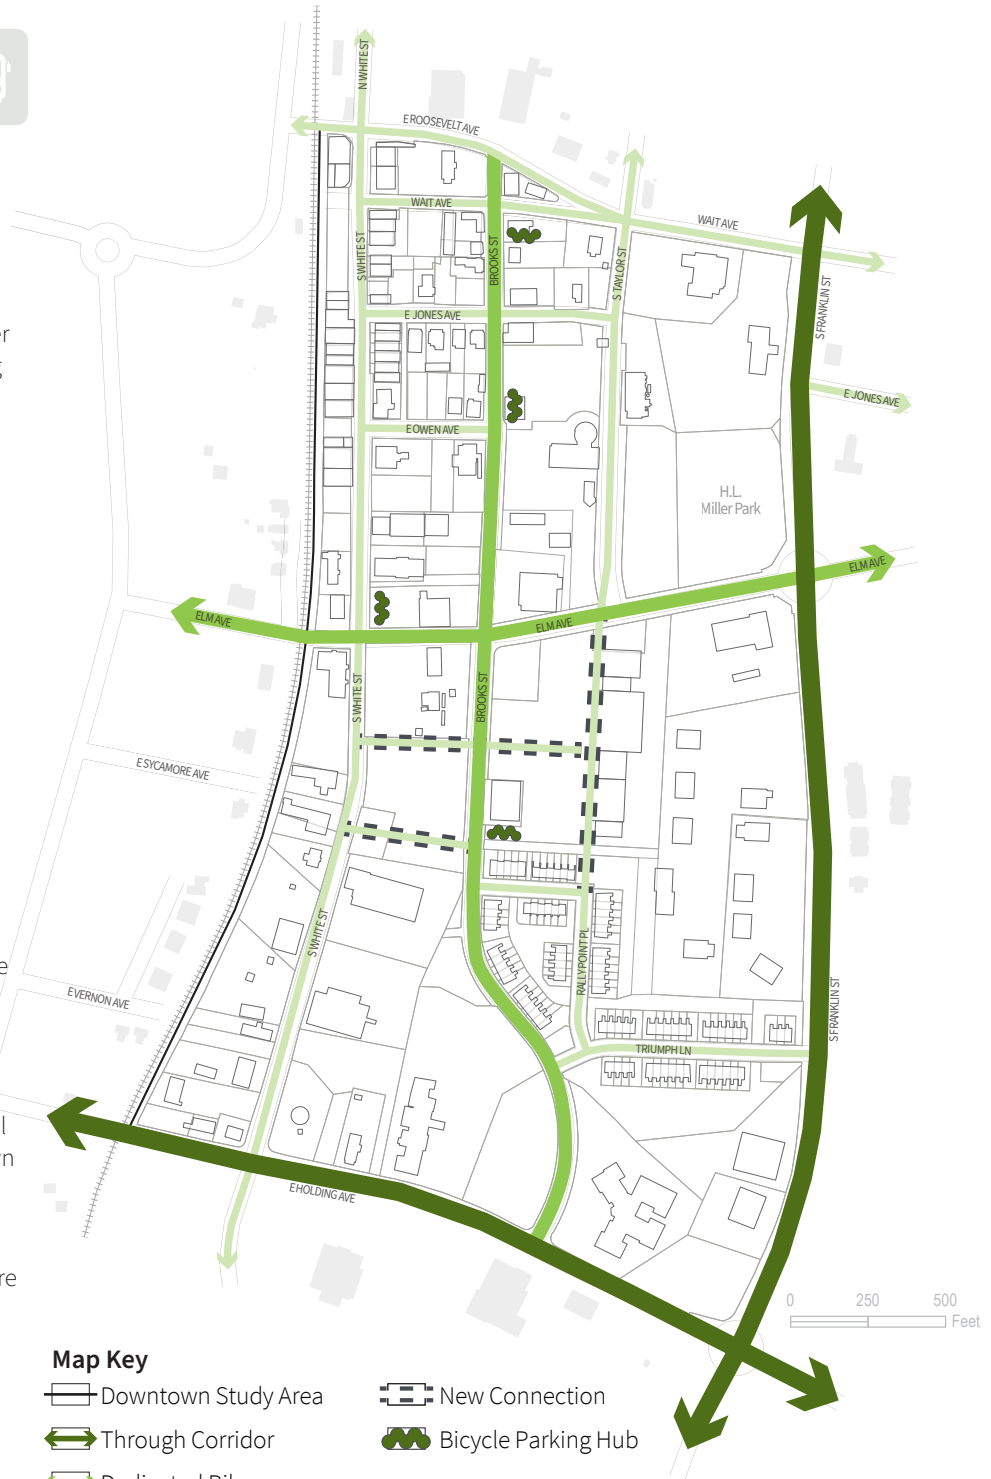 N WHITE ST
E ROOSEVELT AVE
WAIT AVE
WAIT AVE
S WHITE ST
BROOKS ST
S TAYLOR ST
S FRANKLIN ST
E JONES AVE
E JONES AVE
E OWEN AVE
H.L.
Miller Park
ELM AVE
ELM AVE
ELM AVE
S WHITE ST
BROOKS ST
E SYCAMORE AVE
S WHITE ST
RALLYPOINT PL
E VERNON AVE
S FRANKLIN ST
TRIUMPH LN
E HOLDING AVE
0 250 500
Feet
Map Key
Downtown Study Area
New Connection
Through Corridor
Bicycle Parking Hub